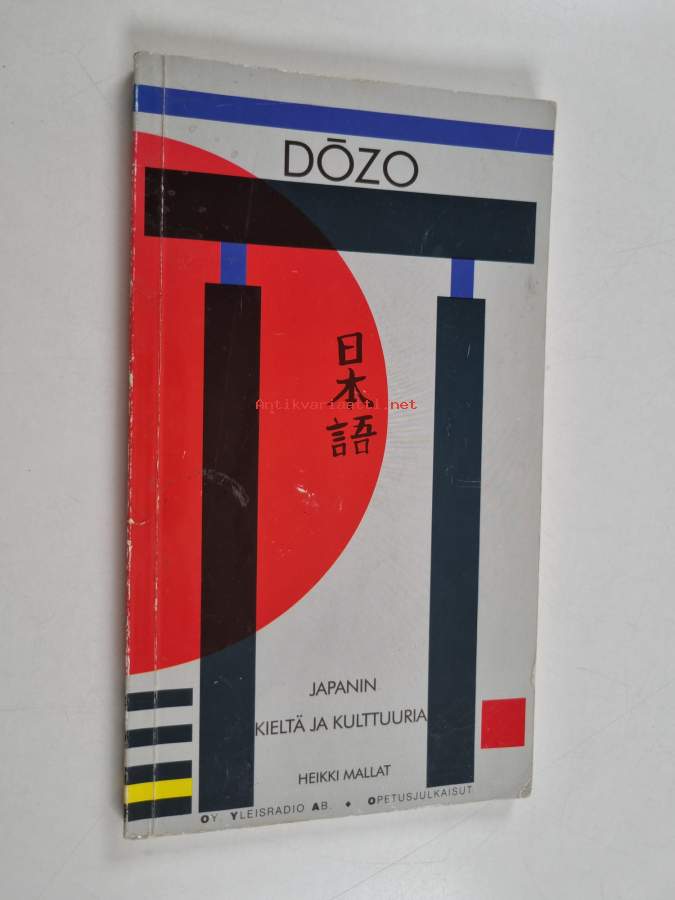 DŌZO
日本語
Antikvariaatti.net
JAPANIN
KIELTÄ JA KULTTUURIA
HEIKKI MALLAT
OY YLEISRADIO AB. ♦ OPETUSJULKAISUT